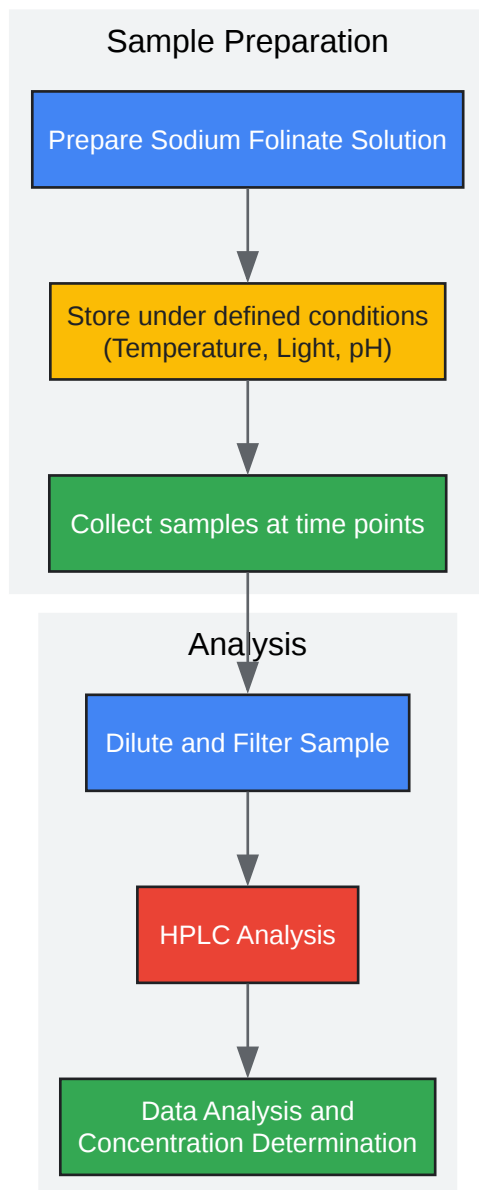 Sample Preparation
Prepare Sodium Folinate Solution
Store under defined conditions
(Temperature, Light, pH)
Collect samples at time points
Analysis
Dilute and Filter Sample
HPLC Analysis
Data Analysis and
Concentration Determination